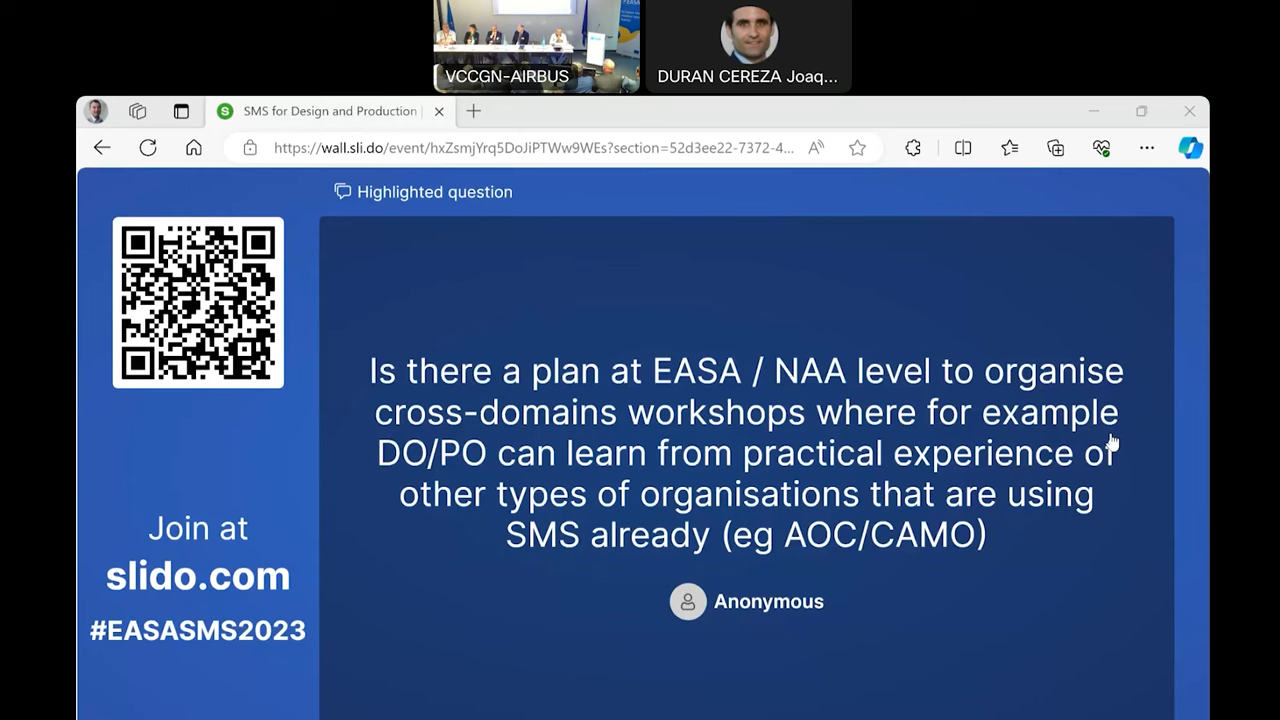 VCCGN-AIRBUS
DURAN CEREZA Joaq...
SMS for Design and Production
https://wall.sli.do/event/hxZsmjYrq5DoJiPTWw9WEs?section=52d3ee22-7372-4...
Highlighted question
Is there a plan at EASA / NAA level to organise
cross-domains workshops where for example
DO/PO can learn from practical experience of
other types of organisations that are using
SMS already (eg AOC/CAMO)
Anonymous
Join at
slido.com
#EASASMS2023